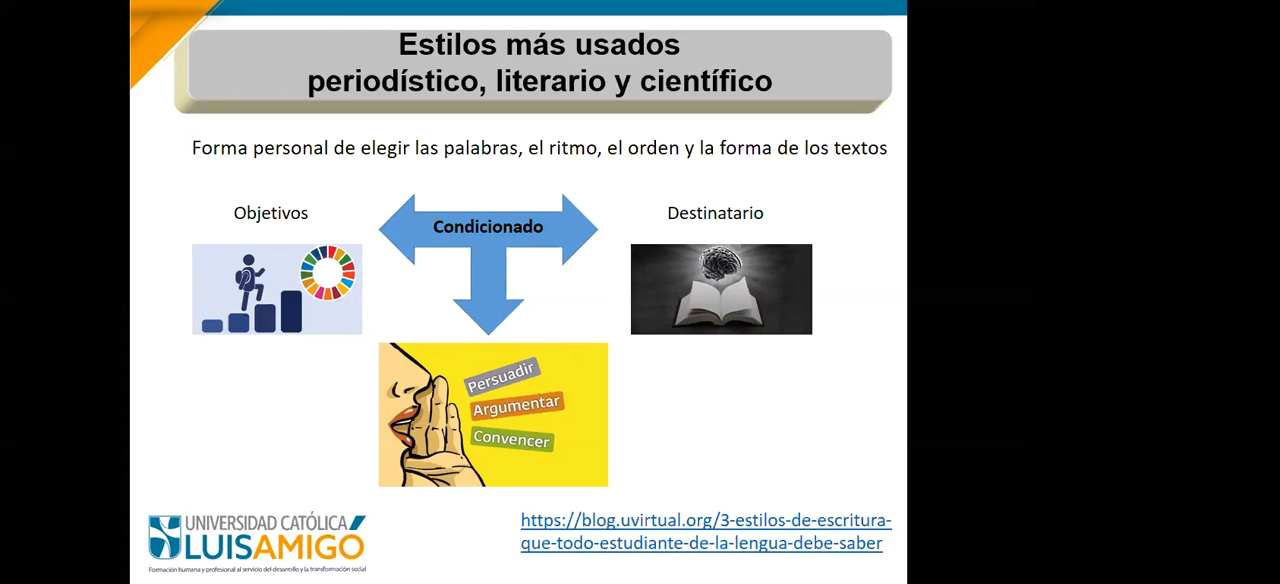 Estilos más usados
periodístico, literario y científico
Forma personal de elegir las palabras, el ritmo, el orden y la forma de los textos
Objetivos
Condicionado
Destinatario
Persuadir
Argumentar
Convencer
UNIVERSIDAD CATÓLICA
LUISAMIGO
Formación humana y profesional al servicio del desarrollo y la transformación social
https://blog.uvirtual.org/3-estilos-de-escritura-
que-todo-estudiante-de-la-lengua-debe-saber